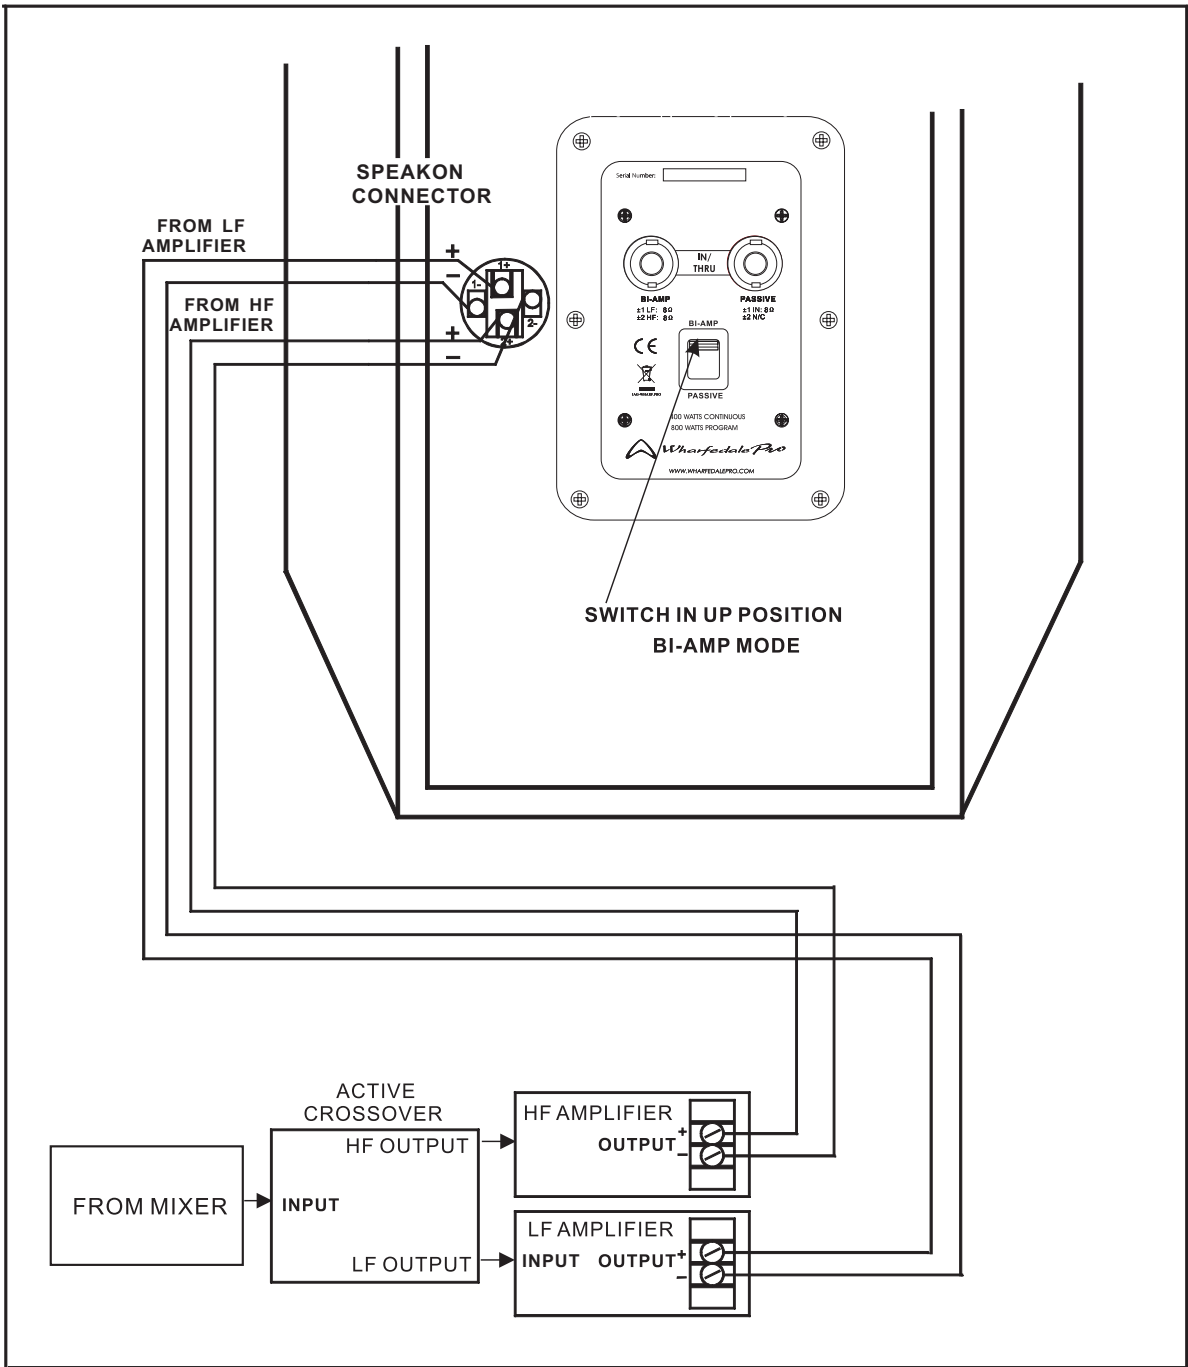 SPEAKON
CONNECTOR
FROM LF
AMPLIFIER
+
−
FROM HF
AMPLIFIER
+
−
1+
1-
2-
2+
Serial Number:
IN/
THRU
BI-AMP
±1 LF: 8Ω
±2 HF: 8Ω
PASSIVE
±1 IN: 8Ω
±2 N/C
BI-AMP
CE
PASSIVE
WATTS CONTINUOUS
800 WATTS PROGRAM
Wharfedale Pro
WWW.WHARFEDALEPRO.COM
SWITCH IN UP POSITION
BI-AMP MODE
ACTIVE
CROSSOVER
HF OUTPUT
INPUT
LF OUTPUT
FROM MIXER
HF AMPLIFIER
OUTPUT
+
−
LF AMPLIFIER
INPUT OUTPUT
+
−